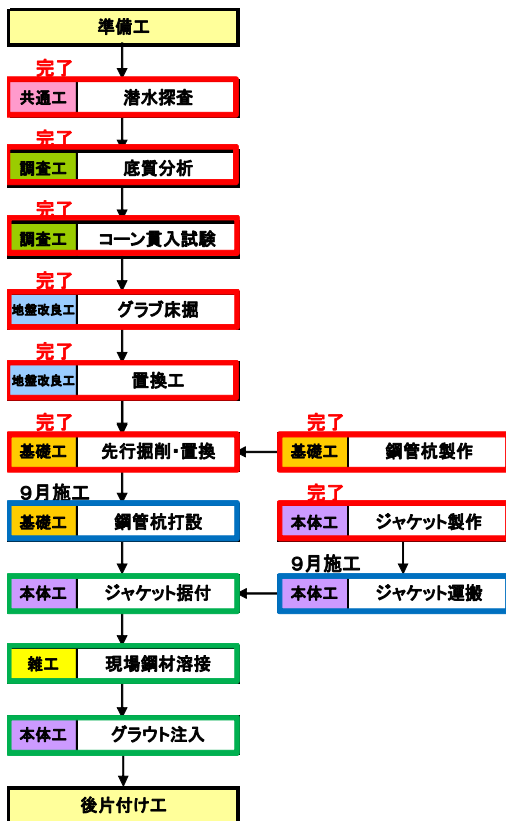 準備工
完了
共通工 潜水探査
完了
調査工 底質分析
完了
調査工 コーン貫入試験
完了
地盤改良工 グラブ床掘
完了
地盤改良工 置換工
完了
基礎工 先行掘削・置換
完了
基礎工 鋼管杭製作
9月施工
基礎工 鋼管杭打設
完了
本体工 ジャケット製作
本体工 ジャケット据付
9月施工
本体工 ジャケット運搬
雑工 現場鋼材溶接
本体工 グラウト注入
後片付け工